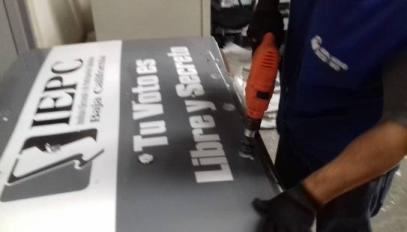 IEPC
Baja California
Tu Voto es
Libre y Secreto